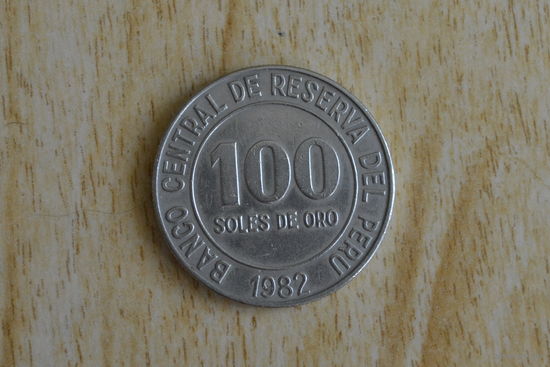 BANCO CENTRAL DE RESERVA DEL PERU
100
SOLES DE ORO
1982